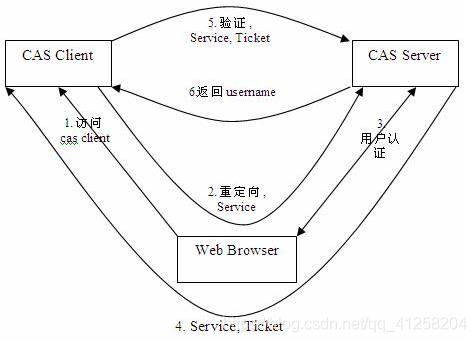 5.验证,
Service, Ticket
CAS Client
CAS Server
6返回 username
1.访问
cas client
3.
用户认
证
2.重定向,
Service
Web Browser
4. Service, Ticket
blog.csdn.net/qq_41258204